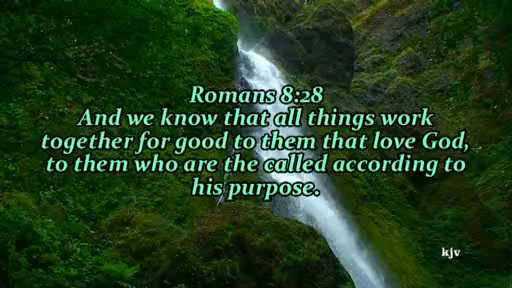 Romans 8:28
And we know that all things work
together for good to them that love God,
to them who are the called according to
his purpose.
kjv